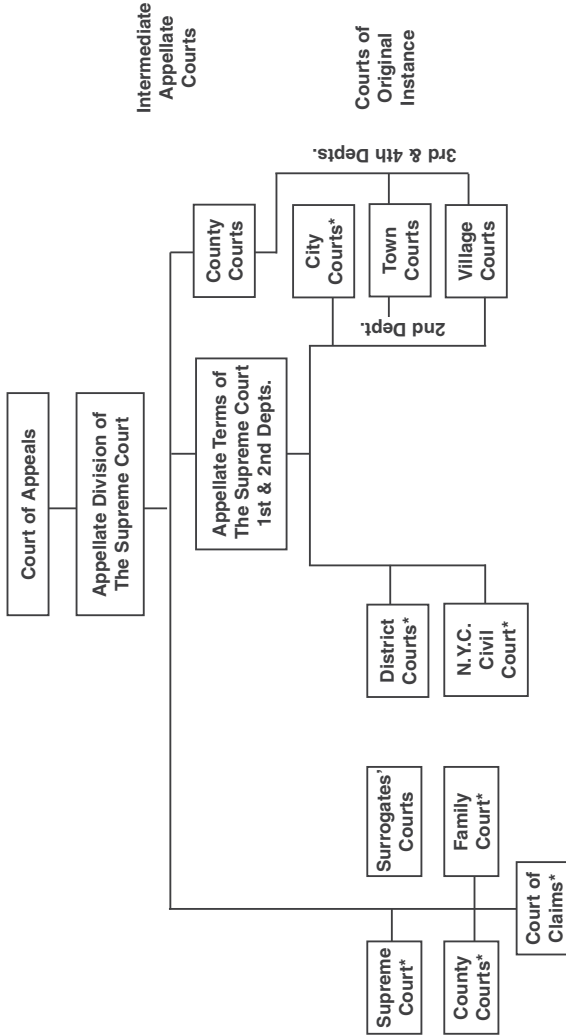 Court of Appeals
Appellate Division of
The Supreme Court
Intermediate
Appellate
Courts
Appellate Terms of
The Supreme Court
1st & 2nd Depts.
County
Courts
Courts of
Original
Instance
Supreme
Court*
Surrogates'
Courts
District
Courts*
City
Courts*
Town
Courts
Village
Courts
2nd Dept.
3rd & 4th Depts.
County
Courts*
Family
Court*
N.Y.C.
Civil
Court*
Court of
Claims*